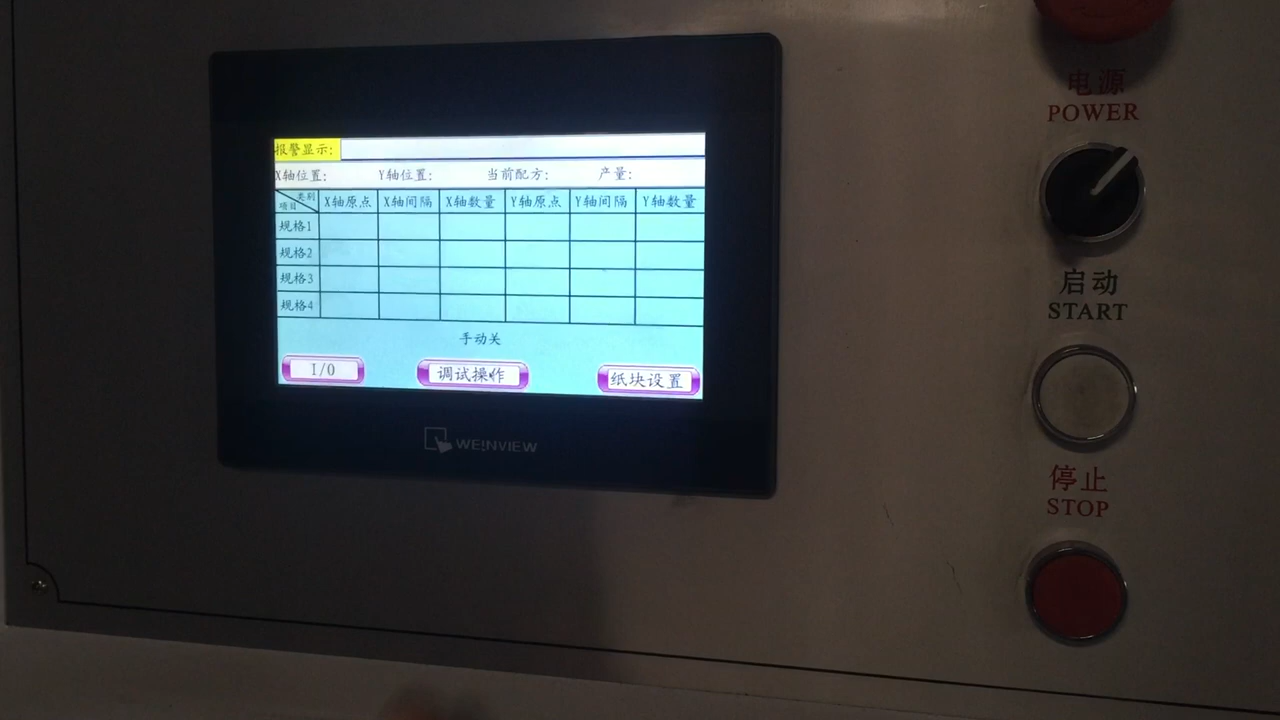 报警显示:
X轴位置: Y轴位置: 当前配方: 产量:
类别
项目 X轴原点 X轴间隔 X轴数量 Y轴原点 Y轴间隔 Y轴数量
规格1
规格2
规格3
规格4
手动关
1/0 调试操作 纸块设置
WEINVIEW
电源
POWER
启动
START
停止
STOP